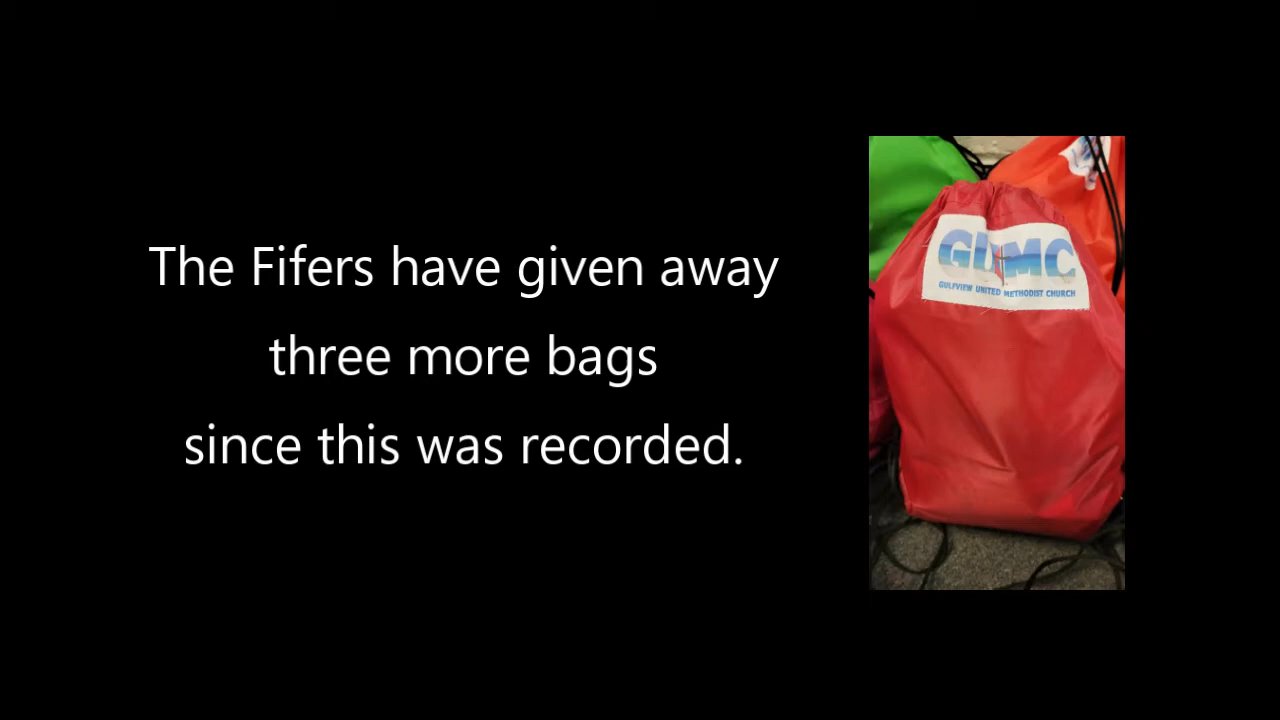 The Fifers have given away
three more bags
since this was recorded.
GUMC
GULFVIEW UNITED METHODIST CHURCH